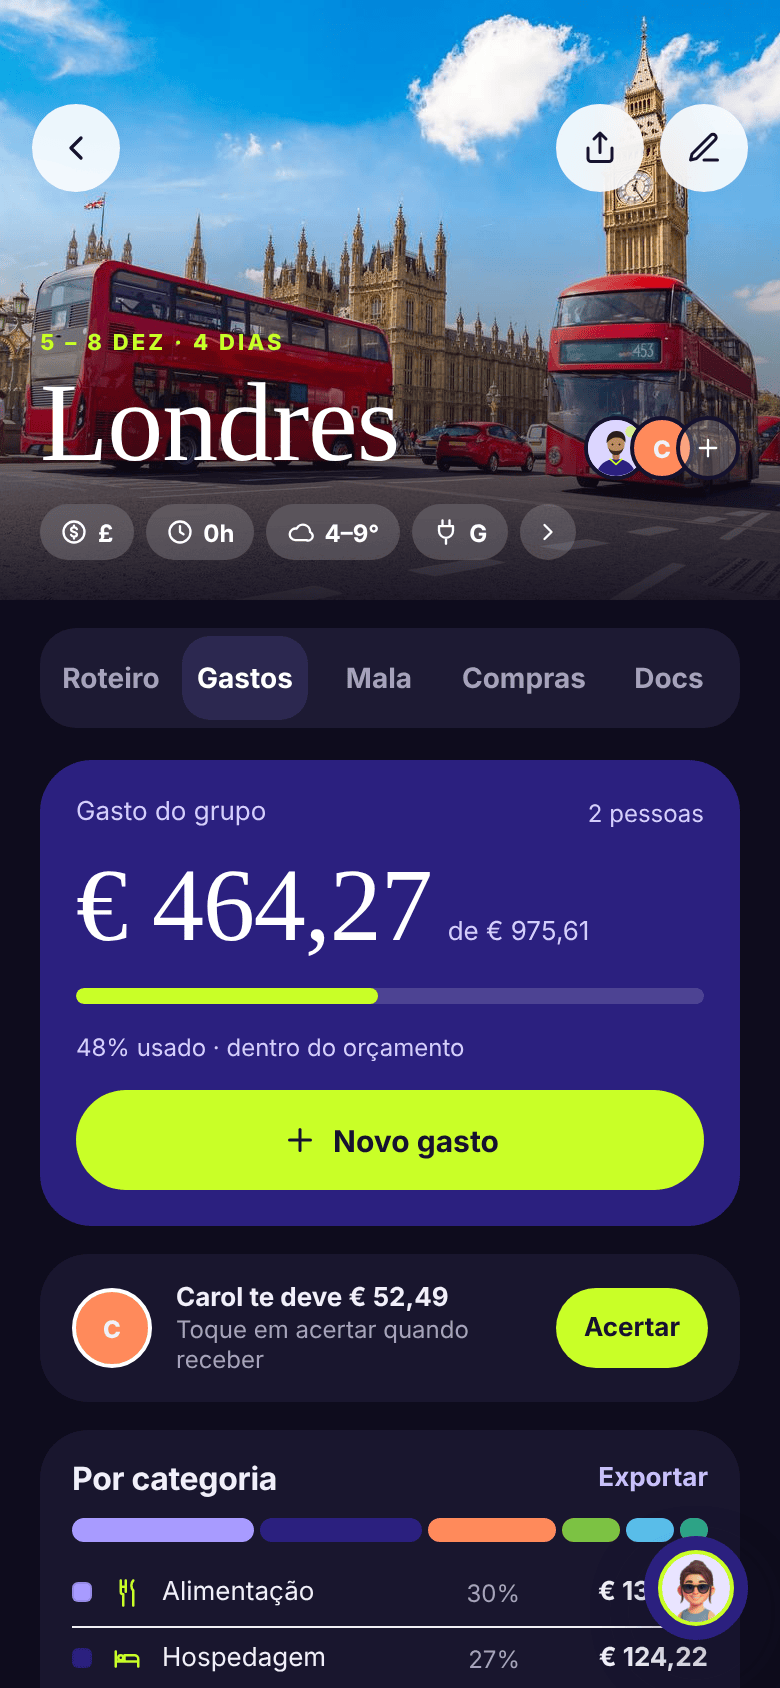 453
5 – 8 DEZ · 4 DIAS
Londres
C
£
0h
4–9°
G
Roteiro Gastos Mala Compras Docs
Gasto do grupo 2 pessoas
€ 464,27 de € 975,61
48% usado · dentro do orçamento
Novo gasto
C
Carol te deve € 52,49
Toque em acertar quando
receber
Acertar
Por categoria Exportar
Alimentação 30% € 13
Hospedagem 27% € 124,22